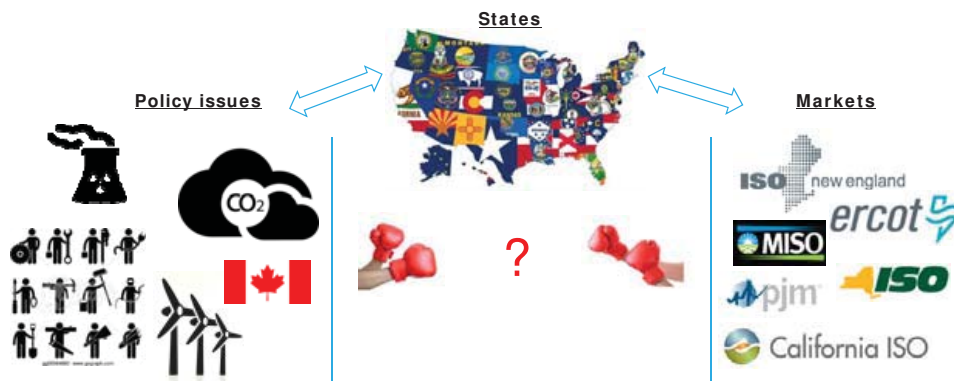 States
Policy issues
Markets
CO2
ISO new england
ercot
MISO
pjm
ISO
California ISO
?